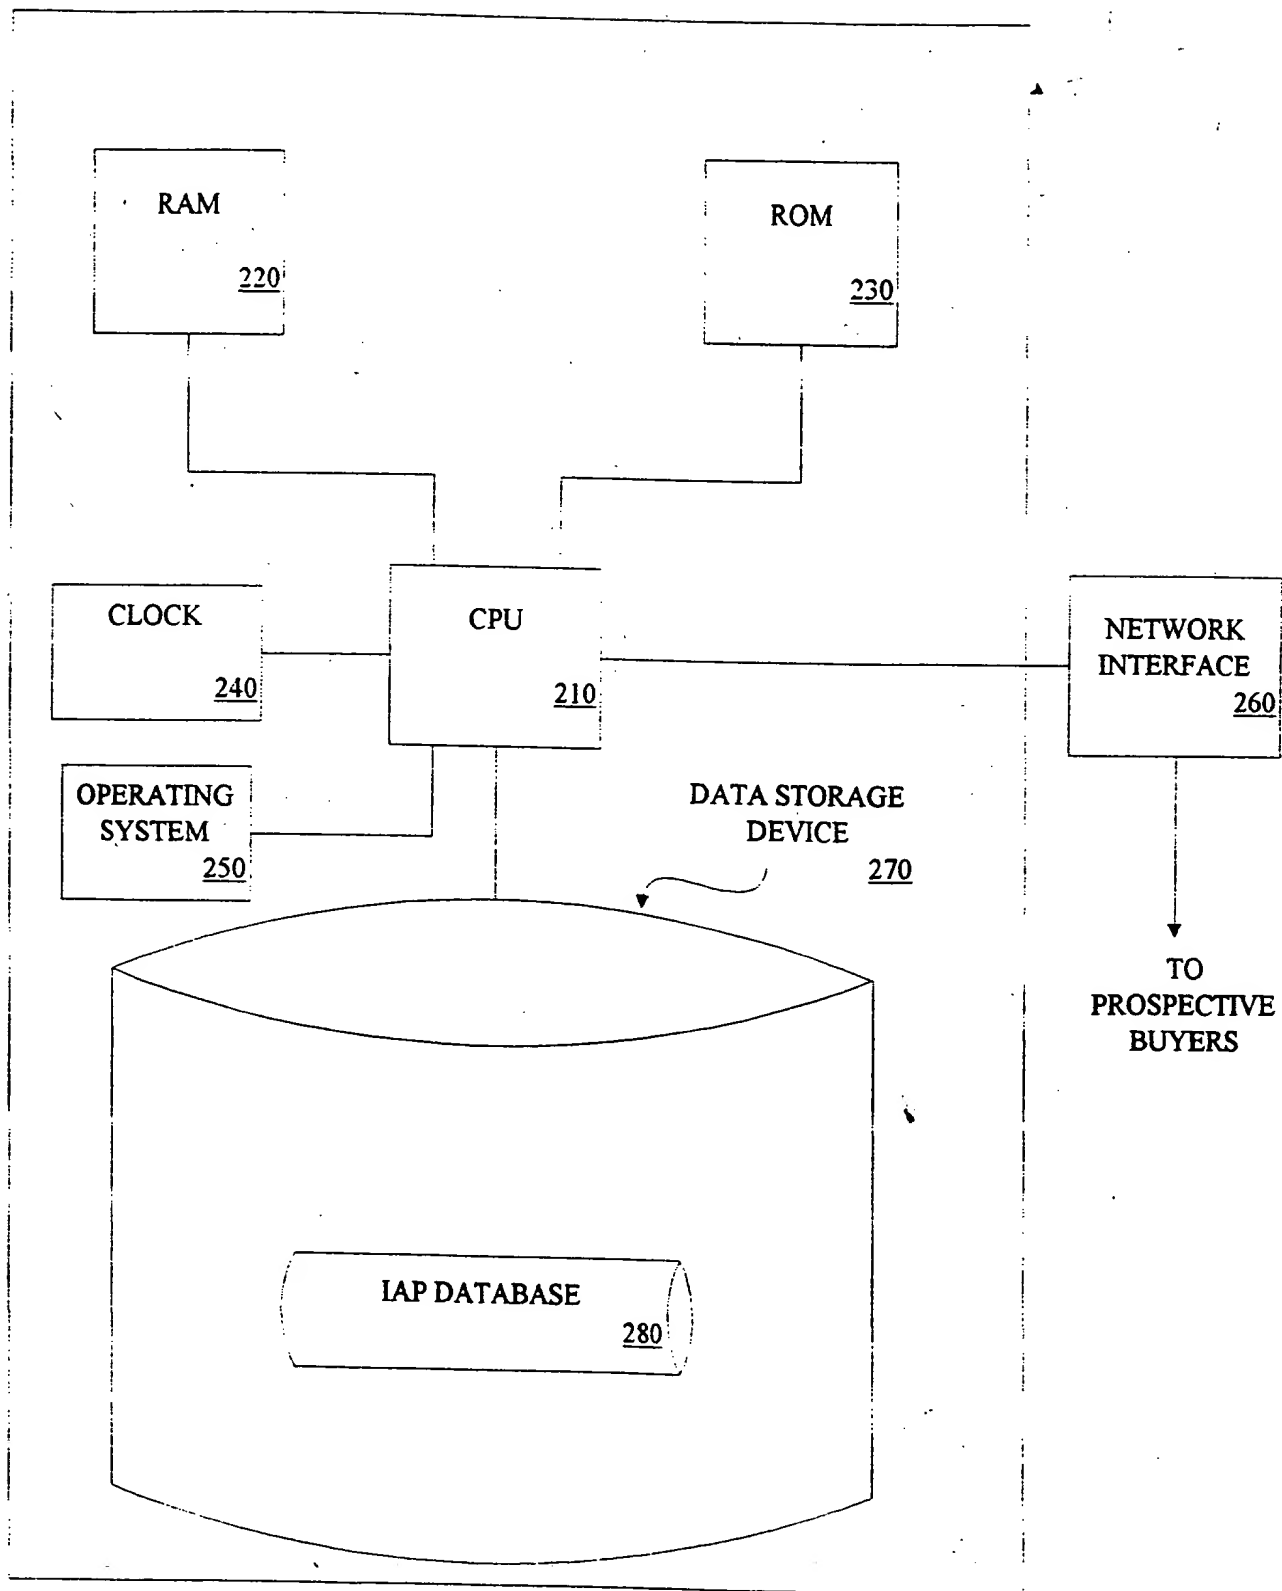 RAM
220
ROM
230
CLOCK
240
CPU
210
NETWORK
INTERFACE
260
OPERATING
SYSTEM
250
DATA STORAGE
DEVICE
270
TO
PROSPECTIVE
BUYERS
IAP DATABASE
280